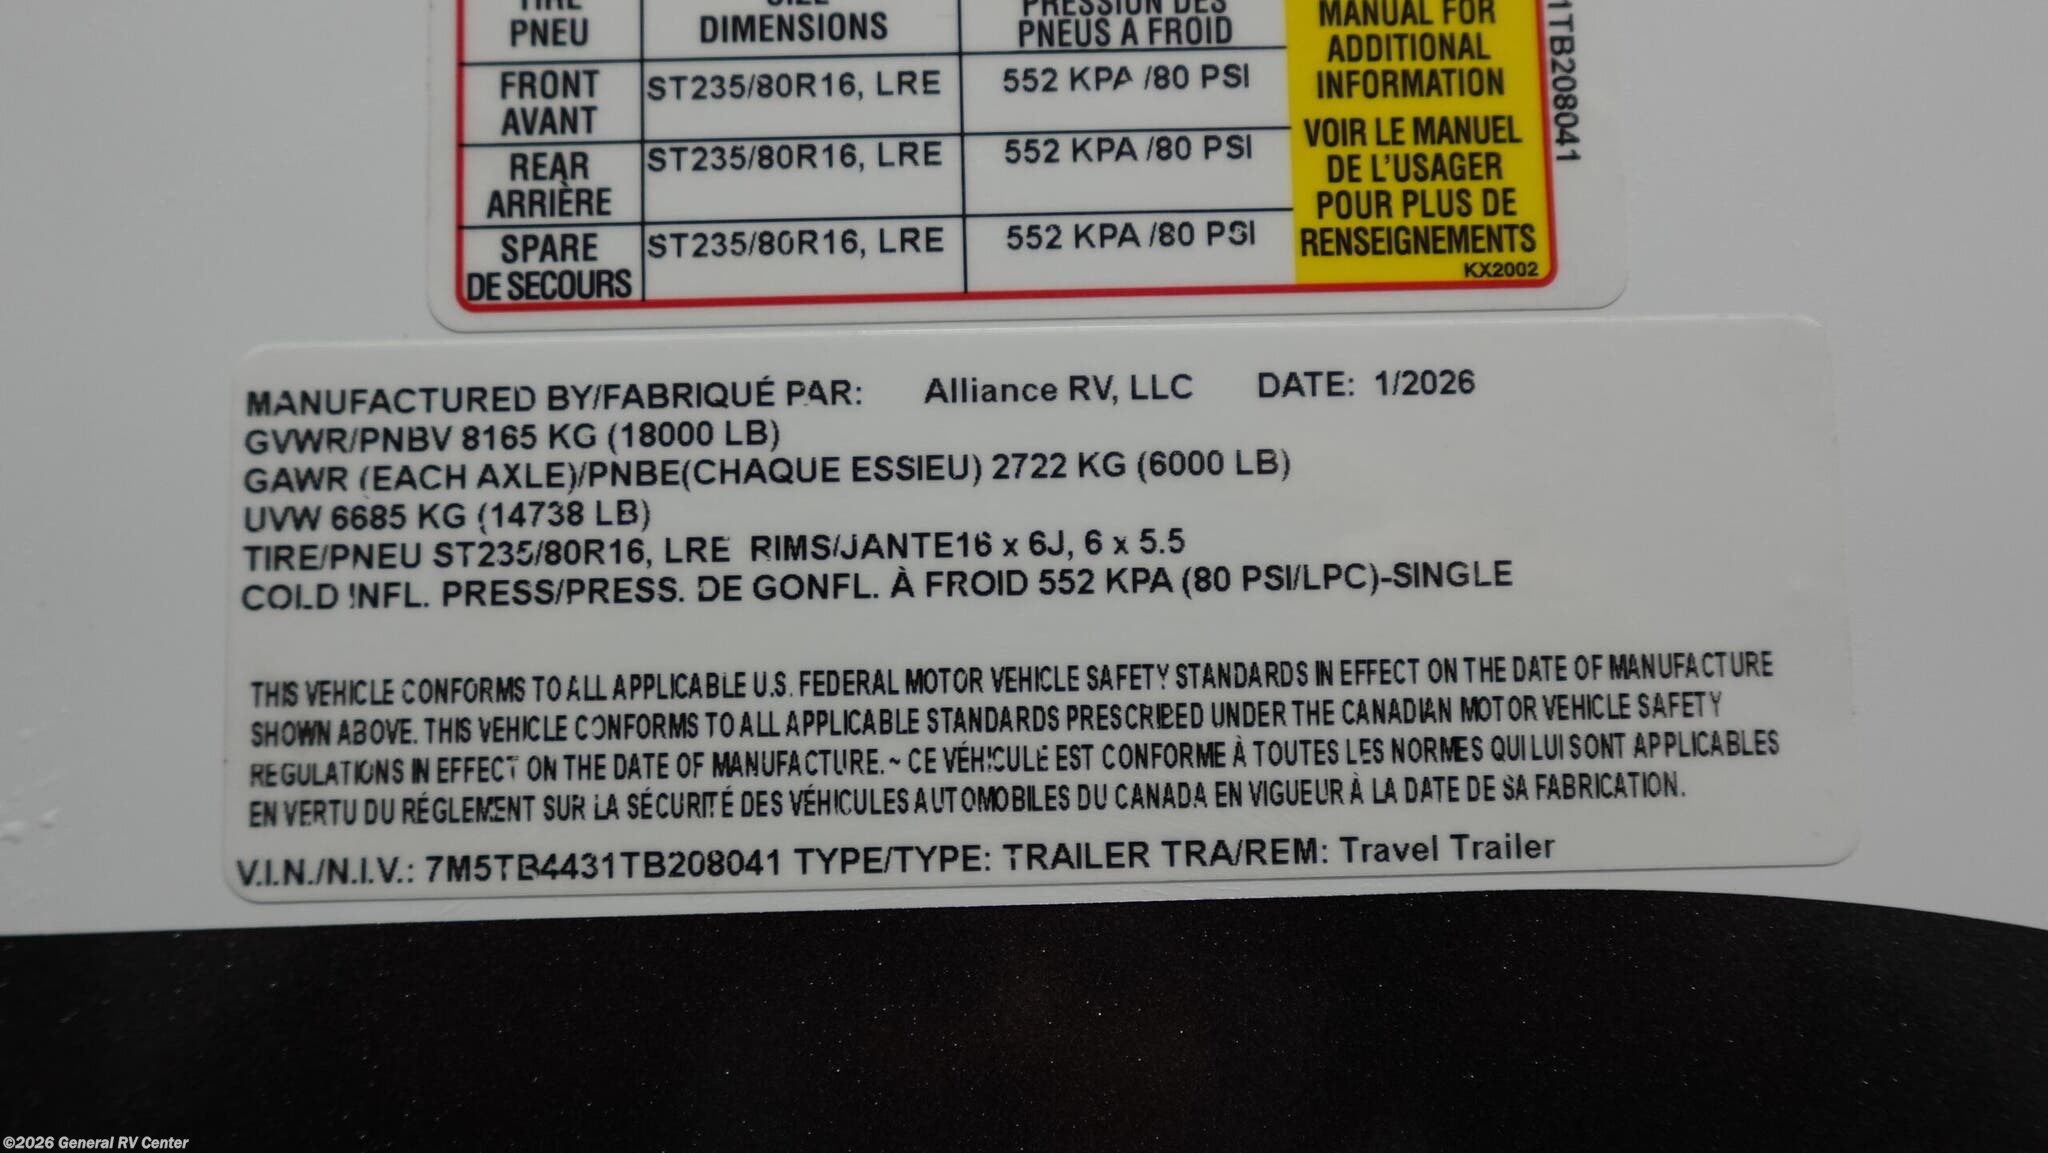 TIRE SIZE PRESSION DES
PNEU DIMENSIONS PNEUS A FROID
FRONT ST235/80R16, LRE 552 KPA /80 PSI
AVANT
REAR ST235/80R16, LRE 552 KPA /80 PSI
ARRIÈRE
SPARE ST235/80R16, LRE 552 KPA /80 PSI
DE SECOURS
MANUAL FOR
ADDITIONAL
INFORMATION
VOIR LE MANUEL
DE L'USAGER
POUR PLUS DE
RENSEIGNEMENTS
KX2002
1TB208041
MANUFACTURED BY/FABRIQUÉ PAR: Alliance RV, LLC DATE: 1/2026
GVWR/PNBV 8165 KG (18000 LB)
GAWR (EACH AXLE)/PNBE(CHAQUE ESSIEU) 2722 KG (6000 LB)
UVW 6685 KG (14738 LB)
TIRE/PNEU ST235/80R16, LRE RIMS/JANTE16 x 6J, 6 x 5.5
COLD INFL. PRESS/PRESS. DE GONFL. À FROID 552 KPA (80 PSI/LPC)-SINGLE
THIS VEHICLE CONFORMS TO ALL APPLICABLE U.S. FEDERAL MOTOR VEHICLE SAFETY STANDARDS IN EFFECT ON THE DATE OF MANUFACTURE
SHOWN ABOVE. THIS VEHICLE CONFORMS TO ALL APPLICABLE STANDARDS PRESCRIBED UNDER THE CANADIAN MOTOR VEHICLE SAFETY
REGULATIONS IN EFFECT ON THE DATE OF MANUFACTURE. ~ CE VÉHICULE EST CONFORME À TOUTES LES NORMES QUI LUI SONT APPLICABLES
EN VERTU DU RÉGLEMENT SUR LA SÉCURITÉ DES VÉHICULES AUTOMOBILES DU CANADA EN VIGUEUR À LA DATE DE SA FABRICATION.
V.I.N./N.I.V.: 7M5TB4431TB208041 TYPE/TYPE: TRAILER TRA/REM: Travel Trailer
©2026 General RV Center